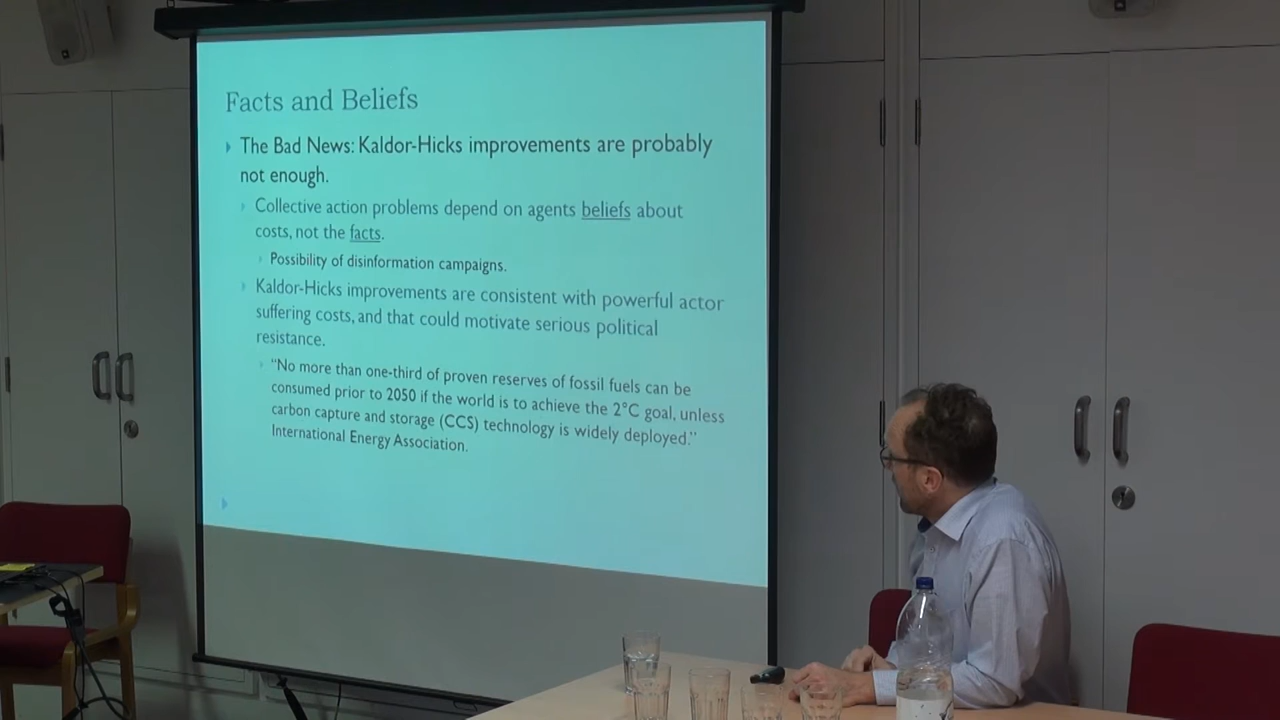 Facts and Beliefs
The Bad News: Kaldor-Hicks improvements are probably
not enough.
Collective action problems depend on agents beliefs about
costs, not the facts.
Possibility of disinformation campaigns.
Kaldor-Hicks improvements are consistent with powerful actor
suffering costs, and that could motivate serious political
resistance.
“No more than one-third of proven reserves of fossil fuels can be
consumed prior to 2050 if the world is to achieve the 2°C goal, unless
carbon capture and storage (CCS) technology is widely deployed.”
International Energy Association.